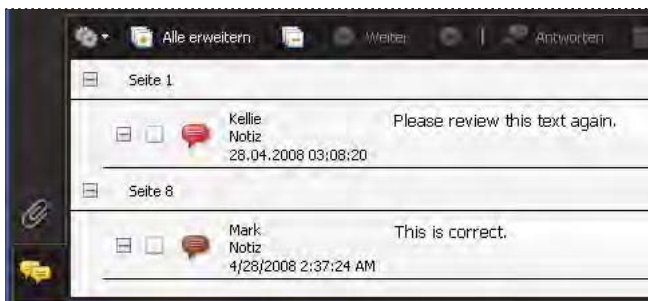 Alle erweitern Weiter Antworten
Seite 1
Kellie
Notiz
28.04.2008 03:08:20
Please review this text again.
Seite 8
Mark
Notiz
4/28/2008 2:37:24 AM
This is correct.